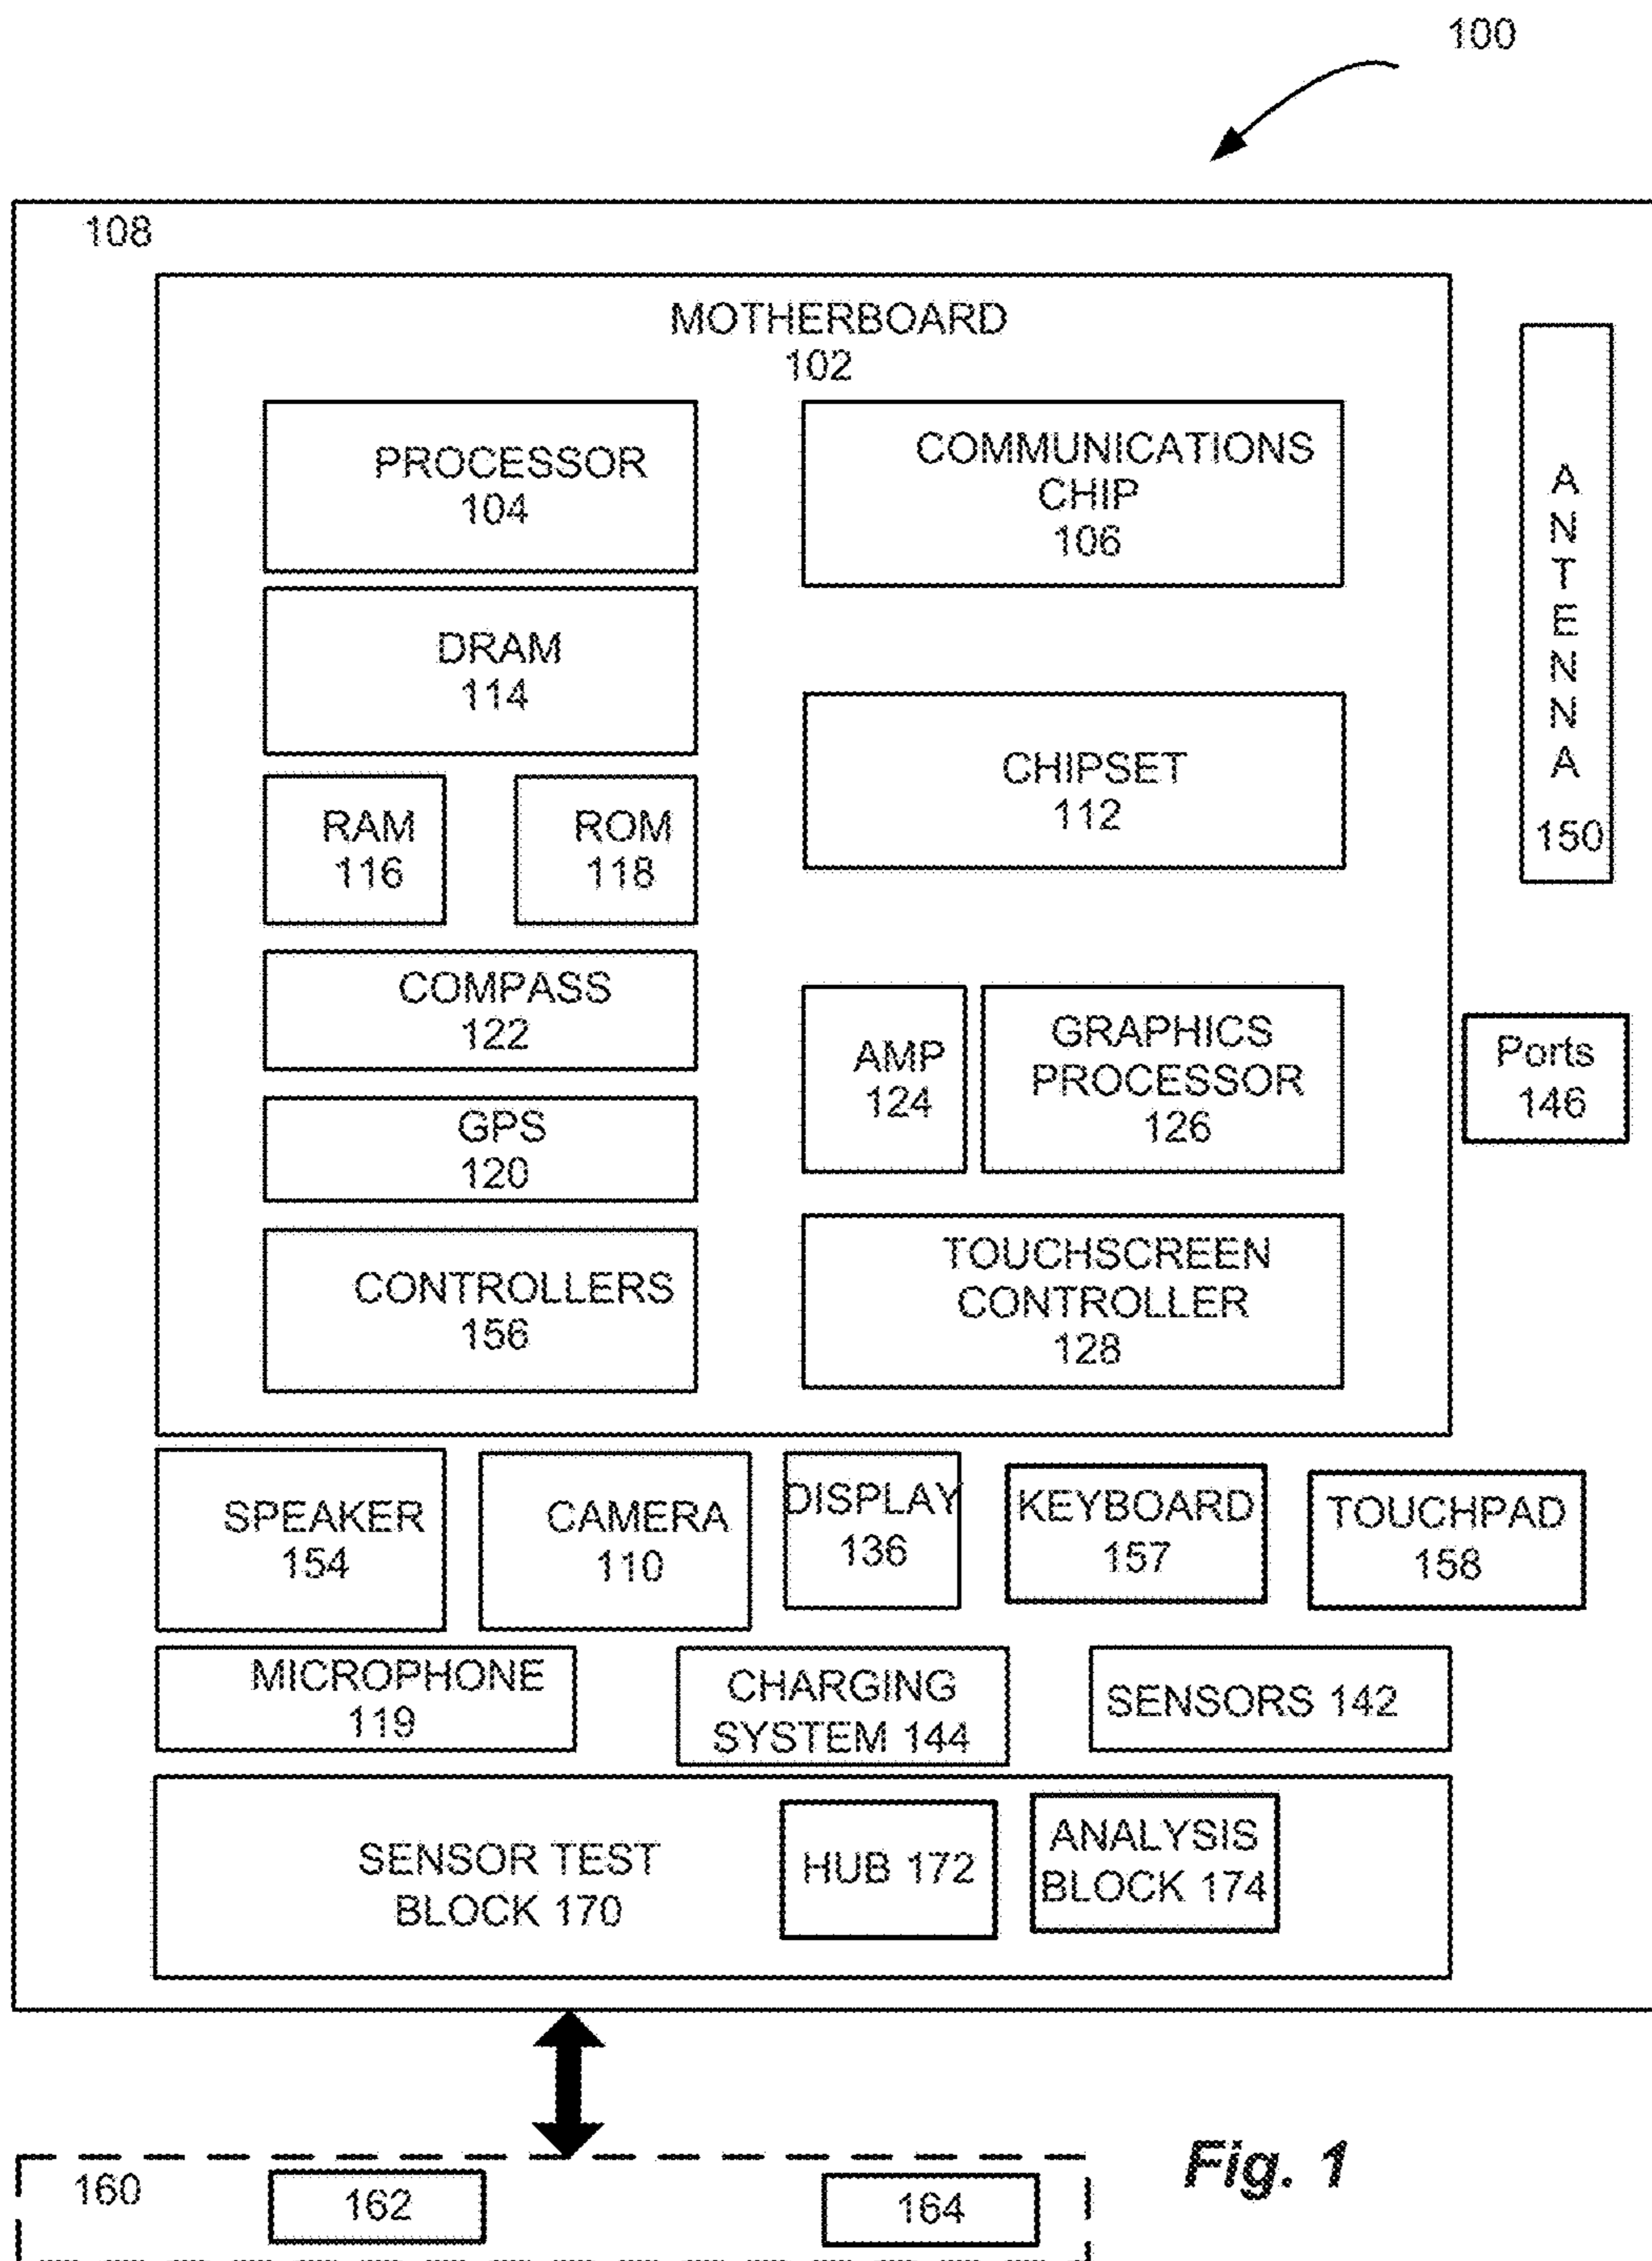 100
108
MOTHERBOARD
102
PROCESSOR
104
COMMUNICATIONS
CHIP
106
DRAM
114
CHIPSET
112
RAM
116
ROM
118
COMPASS
122
GPS
120
AMP
124
GRAPHICS
PROCESSOR
126
CONTROLLERS
156
TOUCHSCREEN
CONTROLLER
128
A
N
T
E
N
N
A
150
Ports
146
SPEAKER
154
CAMERA
110
DISPLAY
136
KEYBOARD
157
TOUCHPAD
158
MICROPHONE
119
CHARGING
SYSTEM 144
SENSORS 142
SENSOR TEST
BLOCK 170
HUB 172
ANALYSIS
BLOCK 174
160
162
164
Fig. 1